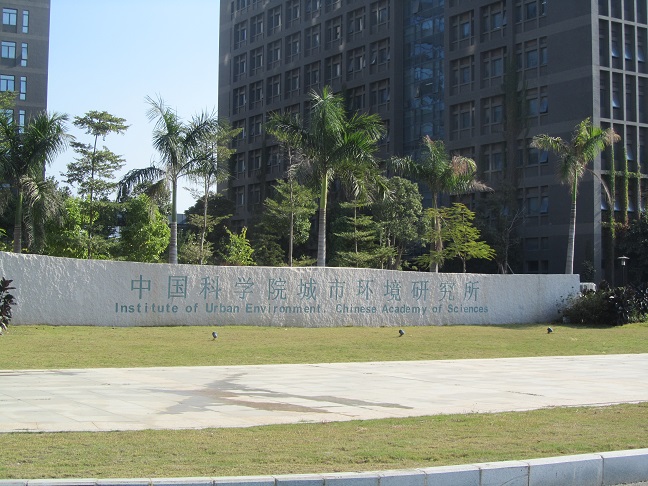 中国科学院城市环境研究所
Institute of Urban Environment, Chinese Academy of Sciences